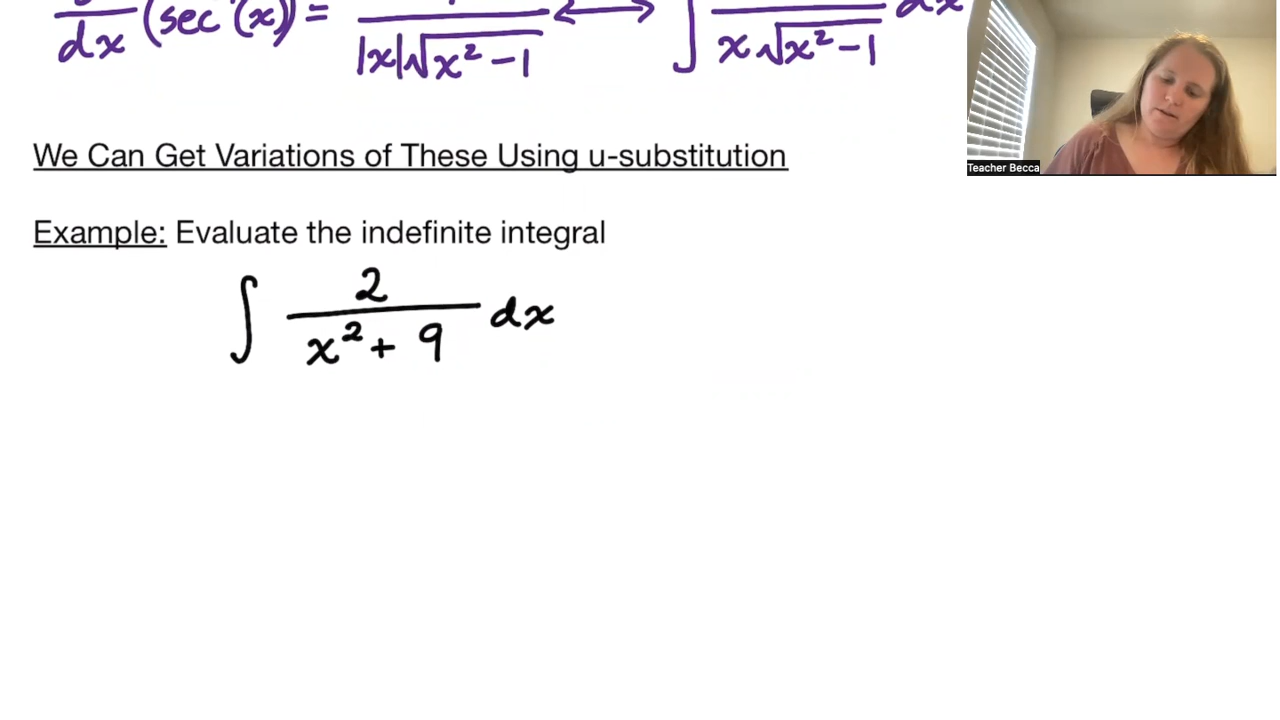 d/dx (sec⁻¹(x)) = 1/(|x|√(x²-1)) ⟷ ∫ 1/(x√(x²-1)) dx
Teacher Becca
We Can Get Variations of These Using u-substitution
Example: Evaluate the indefinite integral
∫ 2/(x² + 9) dx